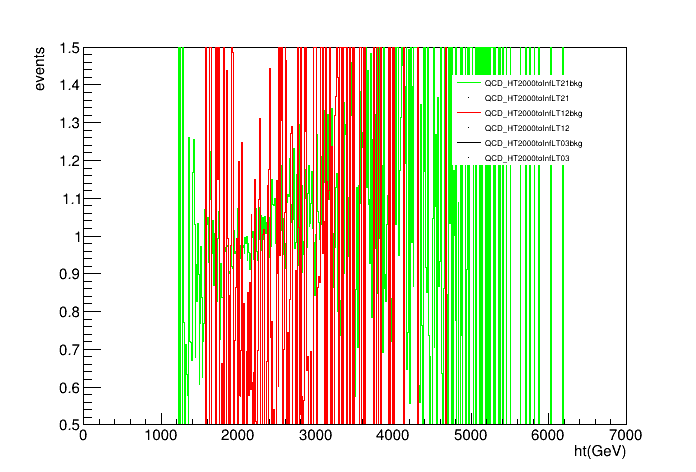 events
1.5
1.4
1.3
1.2
1.1
1
0.9
0.8
0.7
0.6
0.5
QCD_HT2000toInfLT21bkg
QCD_HT2000toInfLT21
QCD_HT2000toInfLT12bkg
QCD_HT2000toInfLT12
QCD_HT2000toInfLT03bkg
QCD_HT2000toInfLT03
0 1000 2000 3000 4000 5000 6000 7000
ht(GeV)